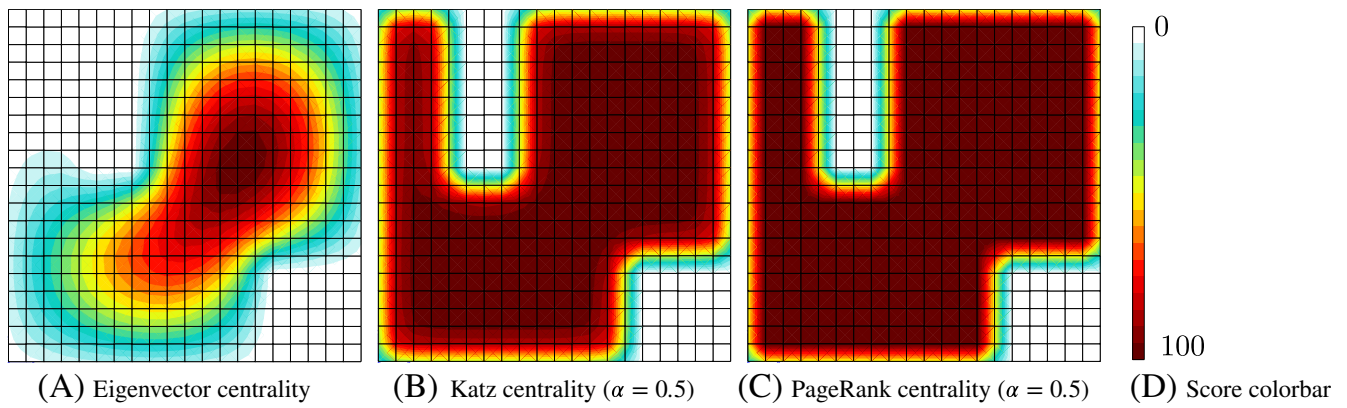 0
100
(A) Eigenvector centrality
(B) Katz centrality (α = 0.5)
(C) PageRank centrality (α = 0.5)
(D) Score colorbar